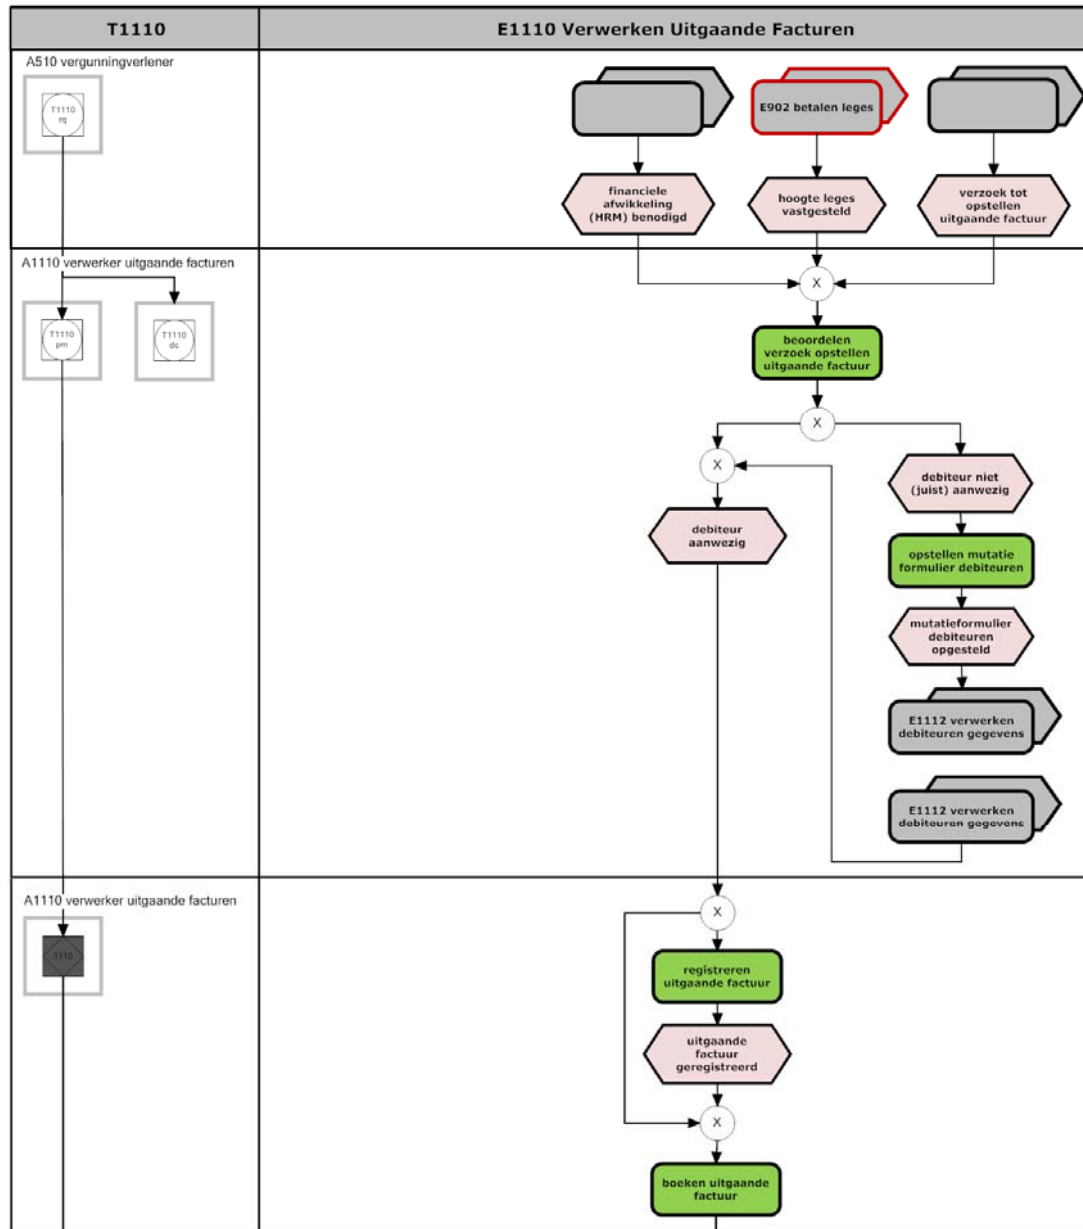 T1110
E1110 Verwerken Uitgaande Facturen
A510 vergunningverlener
T1110
rq
E902 betalen leges
financiele
afwikkeling
(HRM) benodigd
hoogte leges
vastgesteld
verzoek tot
opstellen
uitgaande factuur
A1110 verwerker uitgaande facturen
T1110
pm
T1110
dc
X
beoordelen
verzoek opstellen
uitgaande factuur
X
X
debiteur niet
(juist) aanwezig
debiteur
aanwezig
opstellen mutatie
formulier debiteuren
mutatieformulier
debiteuren
opgesteld
E1112 verwerken
debiteuren gegevens
E1112 verwerken
debiteuren gegevens
A1110 verwerker uitgaande facturen
1110
X
registreren
uitgaande factuur
uitgaande
factuur
geregistreerd
X
boeken uitgaande
factuur